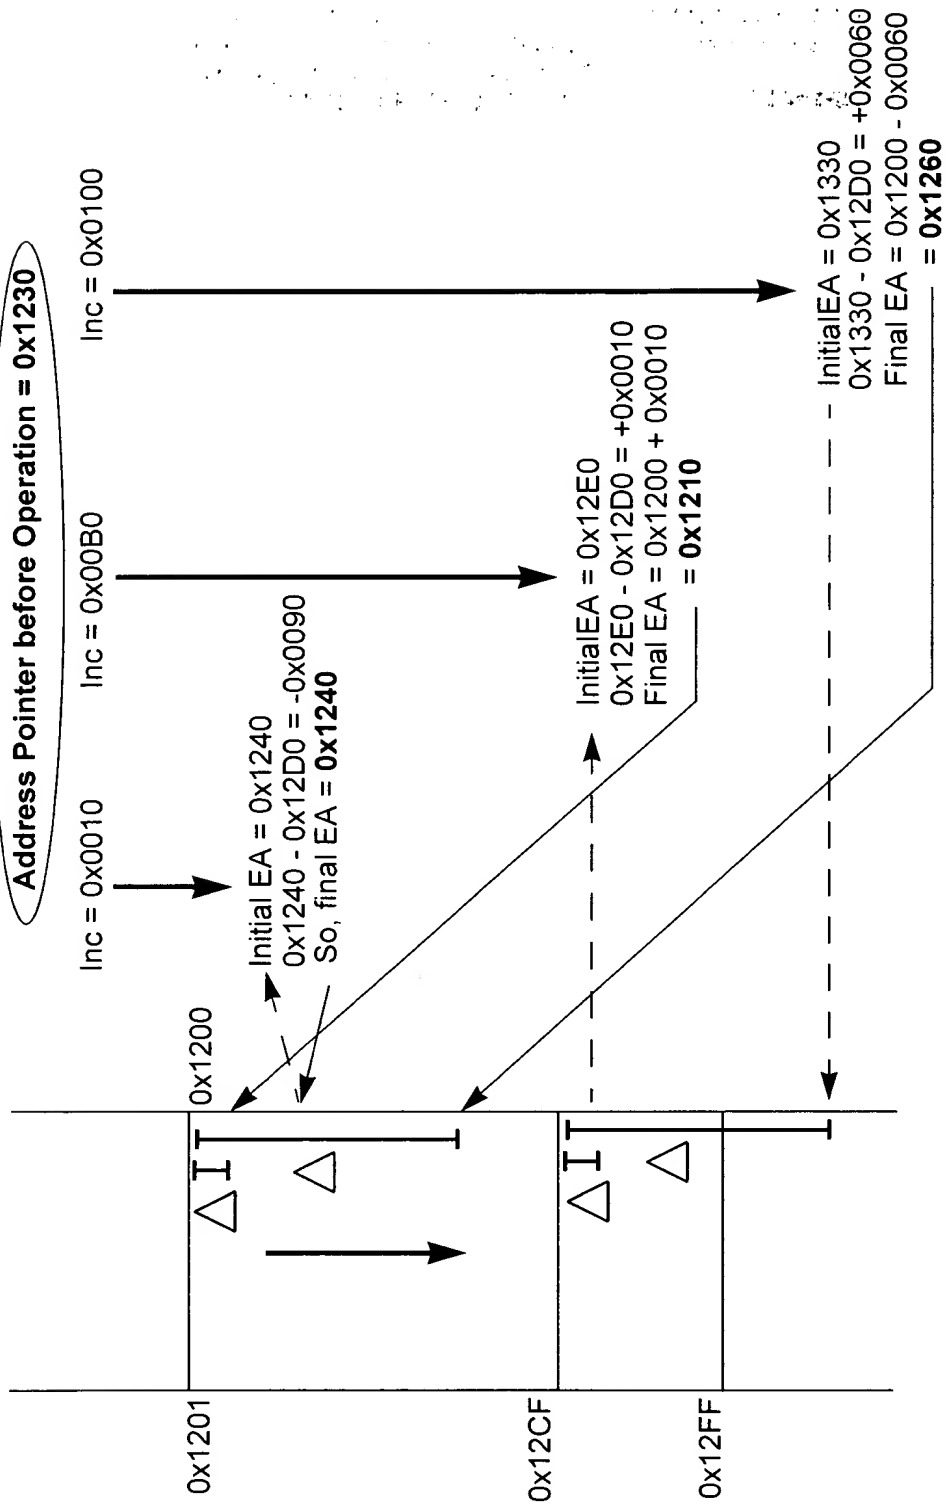 Address Pointer before Operation = 0x1230
Inc = 0x0010
Inc = 0x00B0
Inc = 0x0100
0x1201
0x1200
Initial EA = 0x1240
0x1240 - 0x12D0 = -0x0090
So, final EA = 0x1240
0x12CF
InitialEA = 0x12E0
0x12E0 - 0x12D0 = +0x0010
Final EA = 0x1200 + 0x0010
= 0x1210
0x12FF
InitialEA = 0x1330
0x1330 - 0x12D0 = +0x0060
Final EA = 0x1200 - 0x0060
= 0x1260